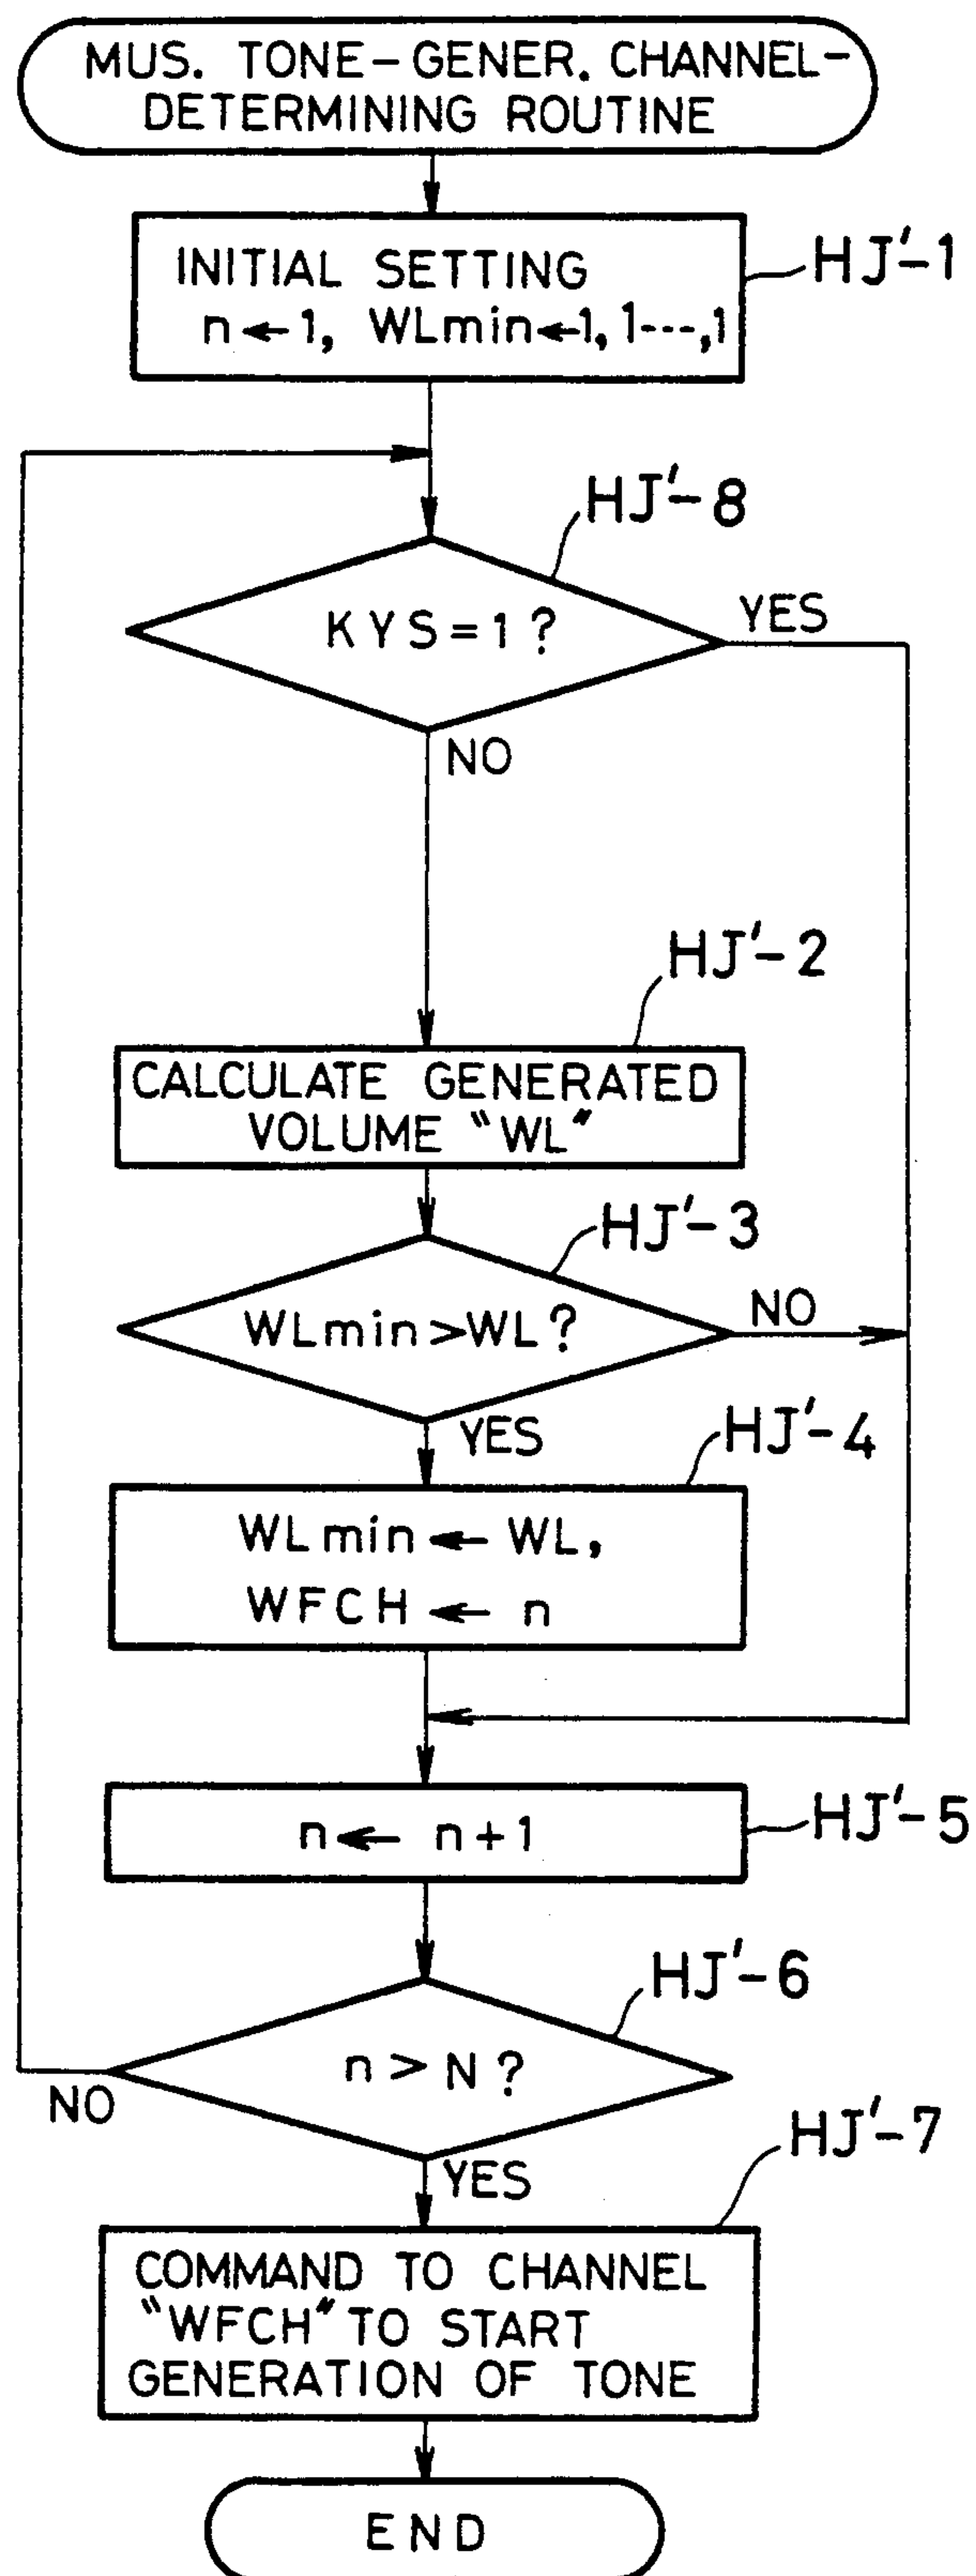 MUS. TONE-GENER. CHANNEL-
DETERMINING ROUTINE
INITIAL SETTING
n←1, WLmin←1, 1---,1
HJ'-1
HJ'-8
KYS=1?
YES
NO
HJ'-2
CALCULATE GENERATED
VOLUME "WL"
HJ'-3
WLmin>WL?
NO
YES
HJ'-4
WLmin ← WL,
WFCH ← n
n← n+1
HJ'-5
HJ'-6
n>N?
NO
YES
HJ'-7
COMMAND TO CHANNEL
"WFCH" TO START
GENERATION OF TONE
END